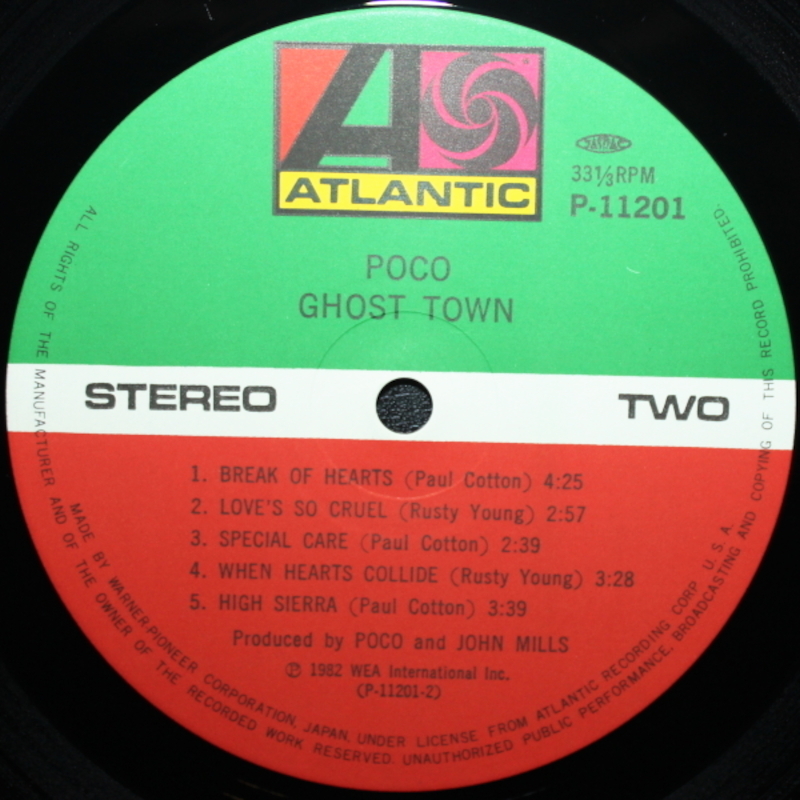 JASRAC
ATLANTIC
33⅓RPM
P-11201
POCO
GHOST TOWN
STEREO
TWO
1. BREAK OF HEARTS (Paul Cotton) 4:25
2. LOVE'S SO CRUEL (Rusty Young) 2:57
3. SPECIAL CARE (Paul Cotton) 2:39
4. WHEN HEARTS COLLIDE (Rusty Young) 3:28
5. HIGH SIERRA (Paul Cotton) 3:39
Produced by POCO and JOHN MILLS
℗ 1982 WEA International Inc.
(P-11201-2)
MADE BY WARNER-PIONEER CORPORATION, JAPAN, UNDER LICENSE FROM ATLANTIC RECORDING CORP. U. S. A.
ALL RIGHTS OF THE MANUFACTURER AND OF THE OWNER OF THE RECORDED WORK RESERVED. UNAUTHORIZED PUBLIC PERFORMANCE, BROADCASTING AND COPYING OF THIS RECORD PROHIBITED.